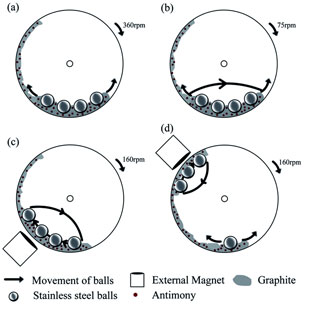 (a)
360rpm
(b)
75rpm
(c)
160rpm
(d)
160rpm
Movement of balls
External Magnet
Graphite
Stainless steel balls
Antimony